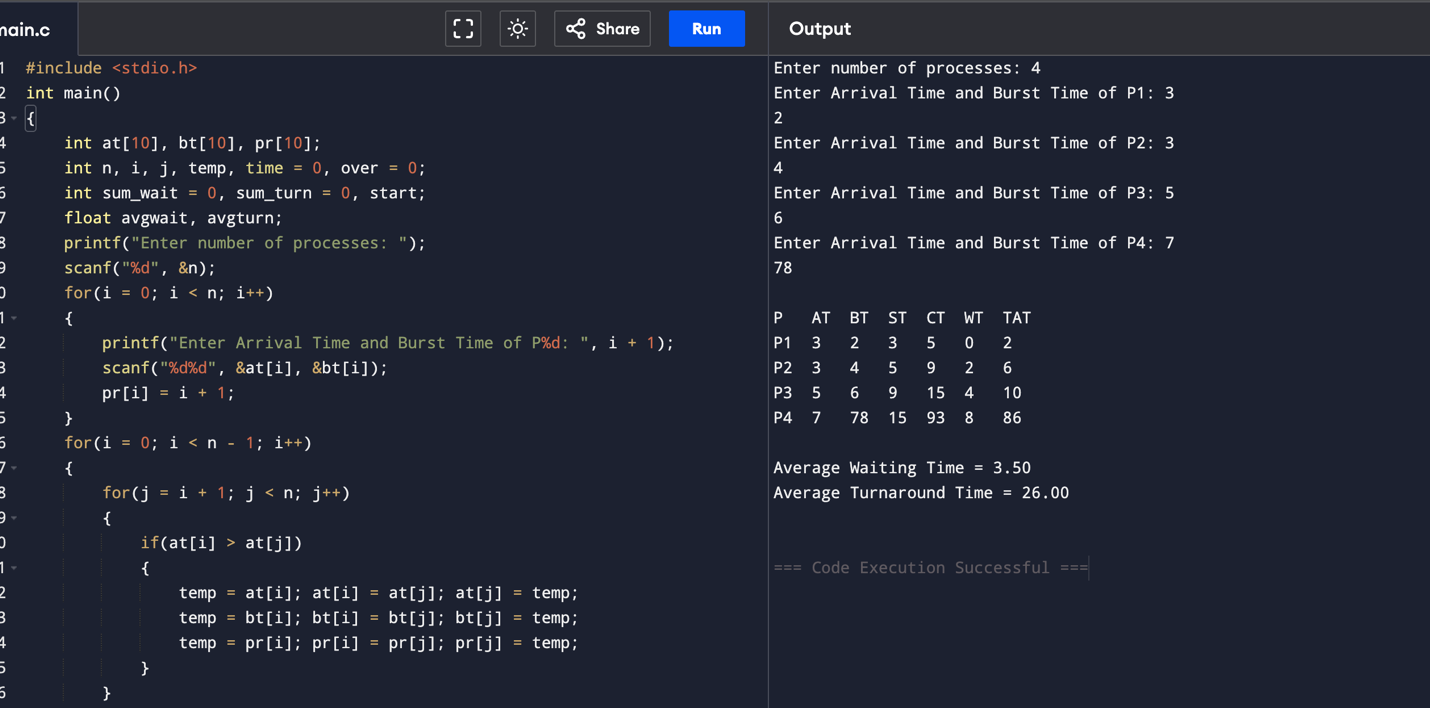 main.c
Share
Run
Output
1 #include <stdio.h>
2 int main()
3 {
4     int at[10], bt[10], pr[10];
5     int n, i, j, temp, time = 0, over = 0;
6     int sum_wait = 0, sum_turn = 0, start;
7     float avgwait, avgturn;
8     printf("Enter number of processes: ");
9     scanf("%d", &n);
0     for(i = 0; i < n; i++)
1     {
2         printf("Enter Arrival Time and Burst Time of P%d: ", i + 1);
3         scanf("%d%d", &at[i], &bt[i]);
4         pr[i] = i + 1;
5     }
6     for(i = 0; i < n - 1; i++)
7     {
8         for(j = i + 1; j < n; j++)
9         {
0             if(at[i] > at[j])
1             {
2                 temp = at[i]; at[i] = at[j]; at[j] = temp;
3                 temp = bt[i]; bt[i] = bt[j]; bt[j] = temp;
4                 temp = pr[i]; pr[i] = pr[j]; pr[j] = temp;
5             }
6         }
Enter number of processes: 4
Enter Arrival Time and Burst Time of P1: 3
2
Enter Arrival Time and Burst Time of P2: 3
4
Enter Arrival Time and Burst Time of P3: 5
6
Enter Arrival Time and Burst Time of P4: 7
78
P   AT  BT  ST  CT  WT  TAT
P1  3   2   3   5   0   2
P2  3   4   5   9   2   6
P3  5   6   9   15  4   10
P4  7   78  15  93  8   86
Average Waiting Time = 3.50
Average Turnaround Time = 26.00
=== Code Execution Successful ===